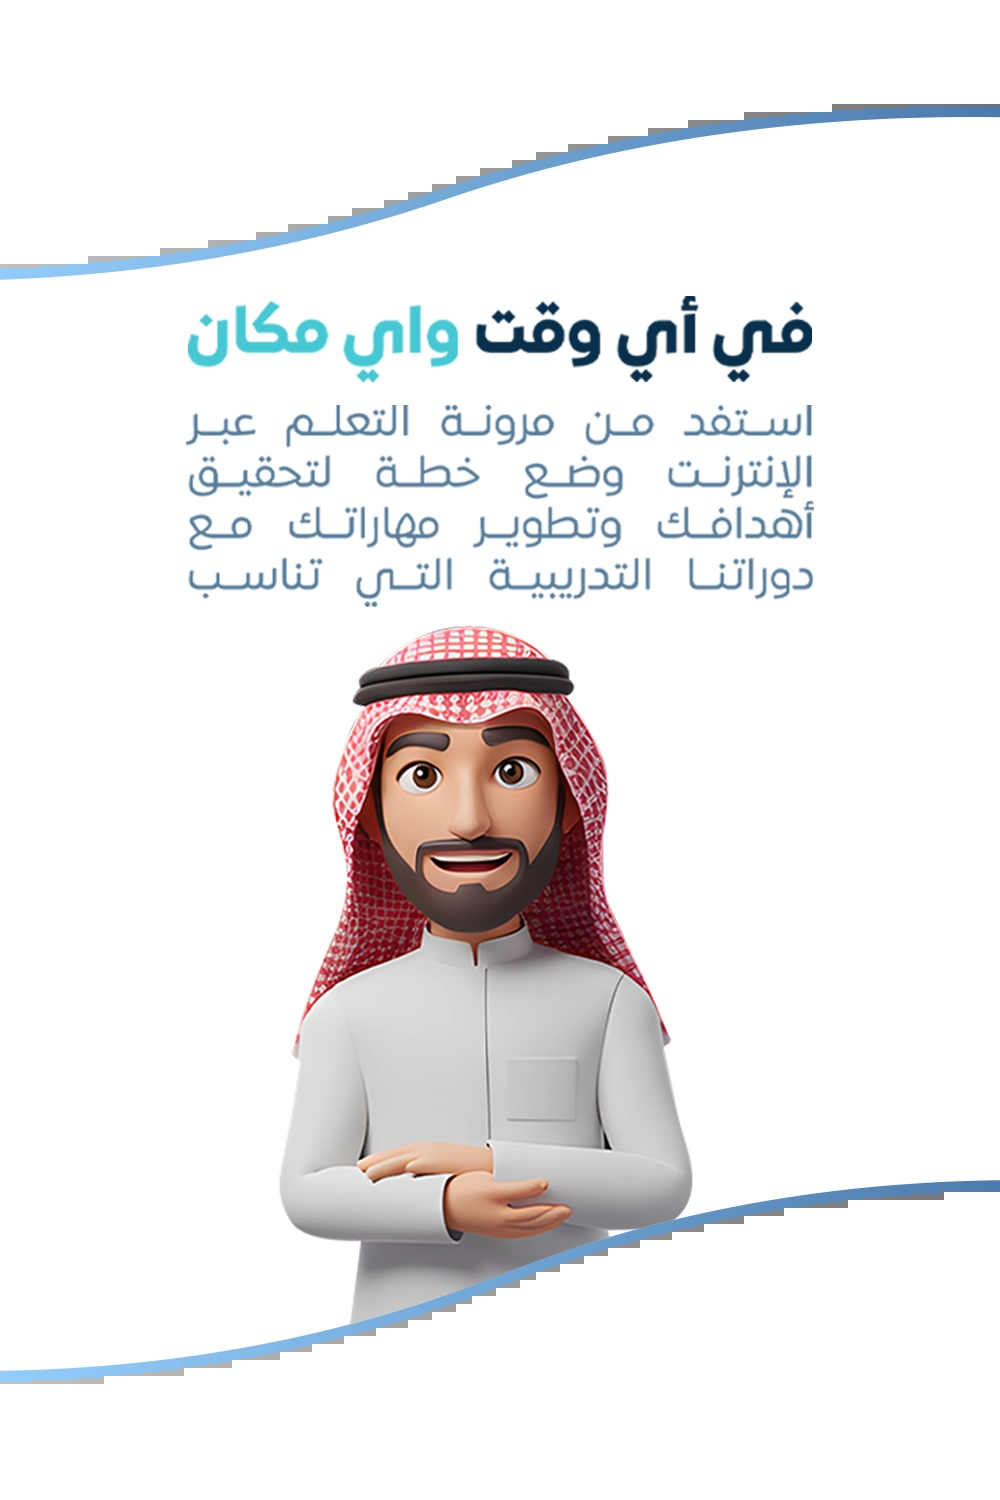 في أي وقت واي مكان
استفد من مرونة التعلم عبر
الإنترنت وضع خطة لتحقيق
أهدافك وتطوير مهاراتك مع
دوراتنا التدريبية التي تناسب